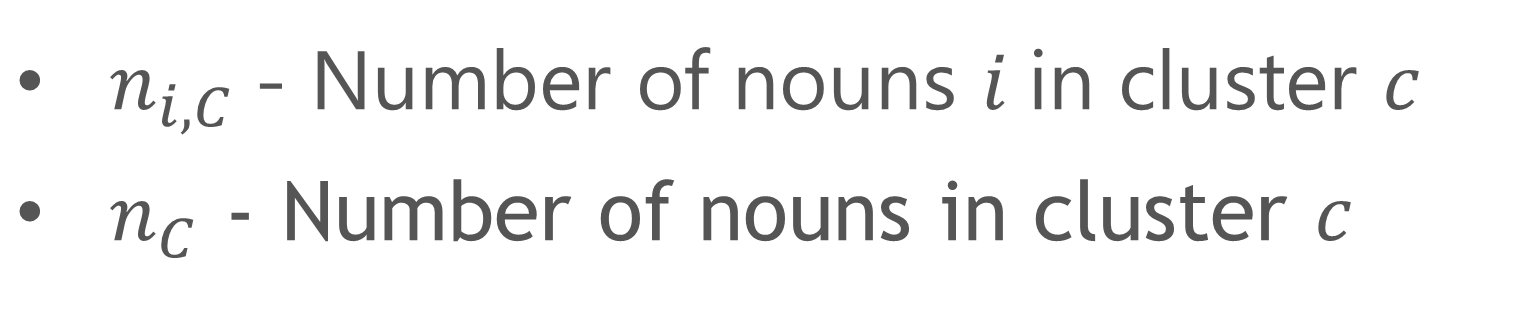 • n_{i,C} - Number of nouns i in cluster c
• n_C - Number of nouns in cluster c